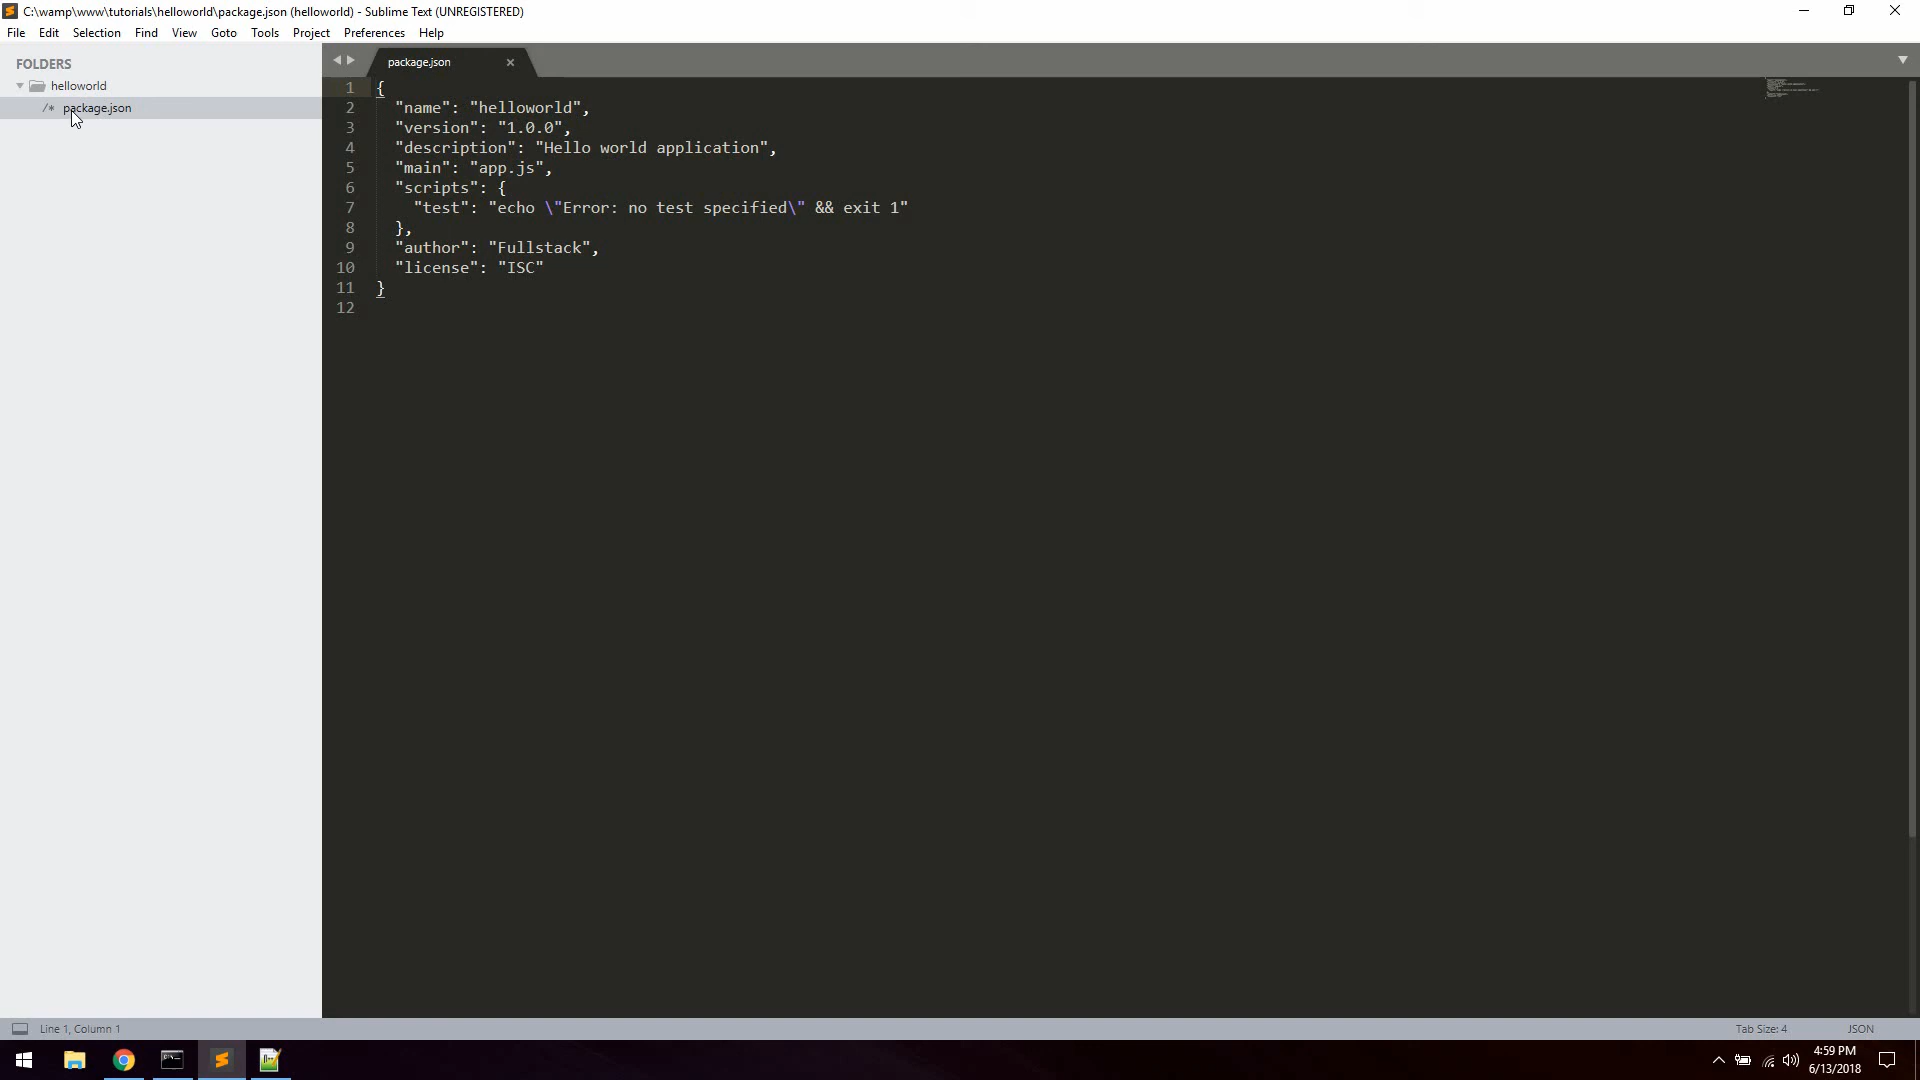 C:\wamp\www\tutorials\helloworld\package.json (helloworld) - Sublime Text (UNREGISTERED)
File Edit Selection Find View Goto Tools Project Preferences Help
FOLDERS
helloworld
/* package.json
package.json
1 {
2   "name": "helloworld",
3   "version": "1.0.0",
4   "description": "Hello world application",
5   "main": "app.js",
6   "scripts": {
7     "test": "echo \"Error: no test specified\" && exit 1"
8   },
9   "author": "Fullstack",
10   "license": "ISC"
11 }
12
Line 1, Column 1
Tab Size: 4
JSON
4:59 PM
6/13/2018